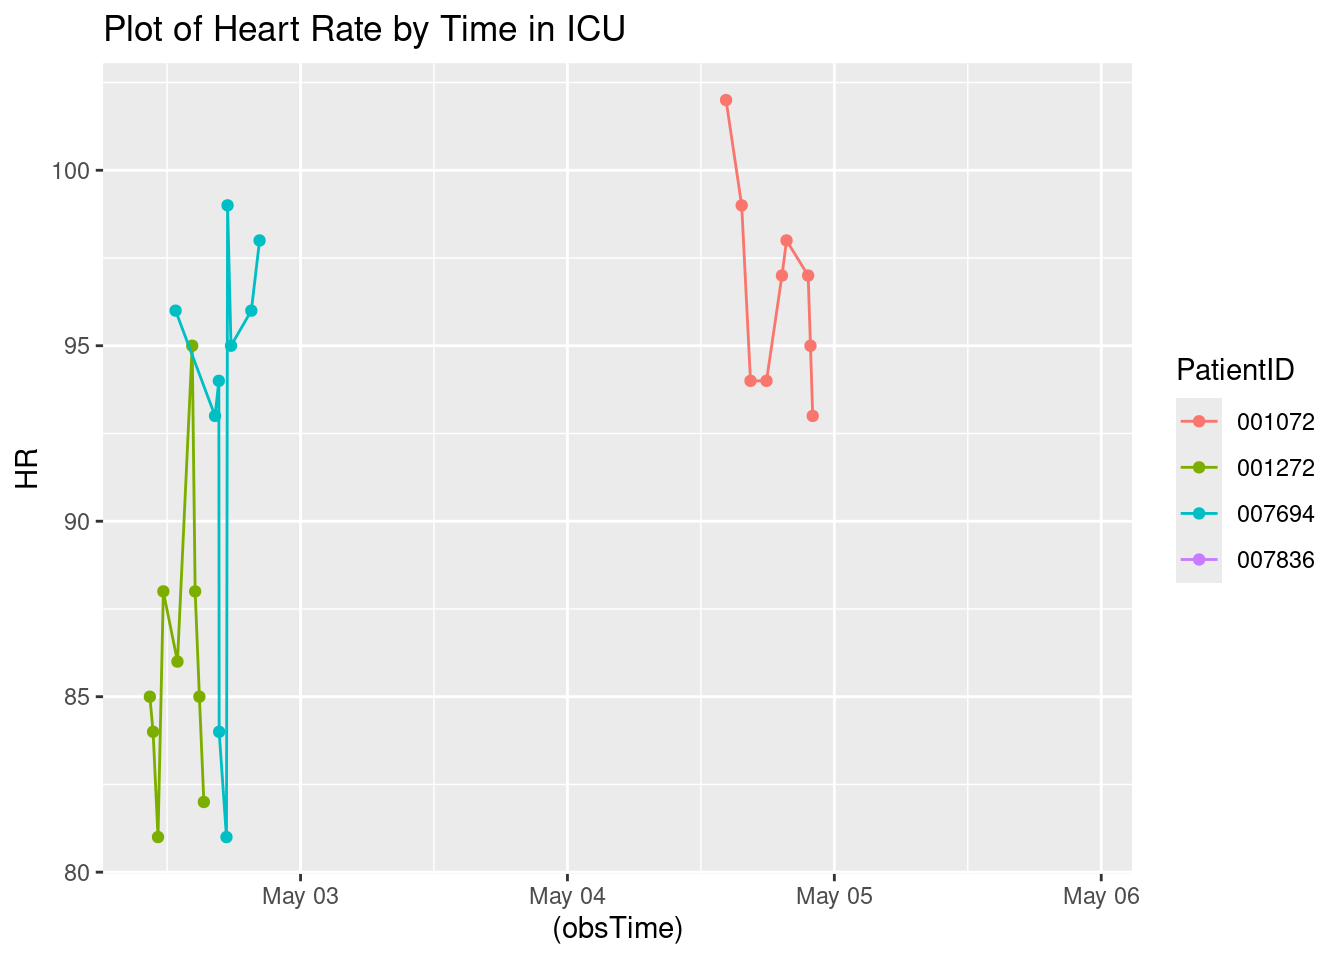 Plot of Heart Rate by Time in ICU
100
95
90
85
80
HR
May 03
May 04
May 05
May 06
(obsTime)
PatientID
001072
001272
007694
007836